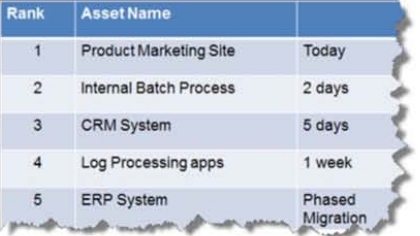 Rank Asset Name
1 Product Marketing Site Today
2 Internal Batch Process 2 days
3 CRM System 5 days
4 Log Processing apps 1 week
5 ERP System Phased
Migration